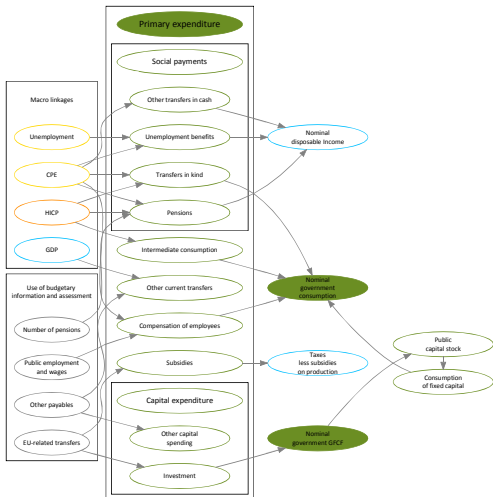 Primary expenditure
Social payments
Macro linkages
Other transfers in cash
Unemployment
Unemployment benefits
Nominal
disposable Income
CPE
Transfers in kind
HICP
Pensions
GDP
Intermediate consumption
Use of budgetary
information and assessment
Other current transfers
Nominal
government
consumption
Number of pensions
Compensation of employees
Public
capital stock
Public employment
and wages
Subsidies
Taxes
less subsidies
on production
Consumption
of fixed capital
Other payables
Capital expenditure
EU-related transfers
Other capital
spending
Nominal
government GFCF
Investment